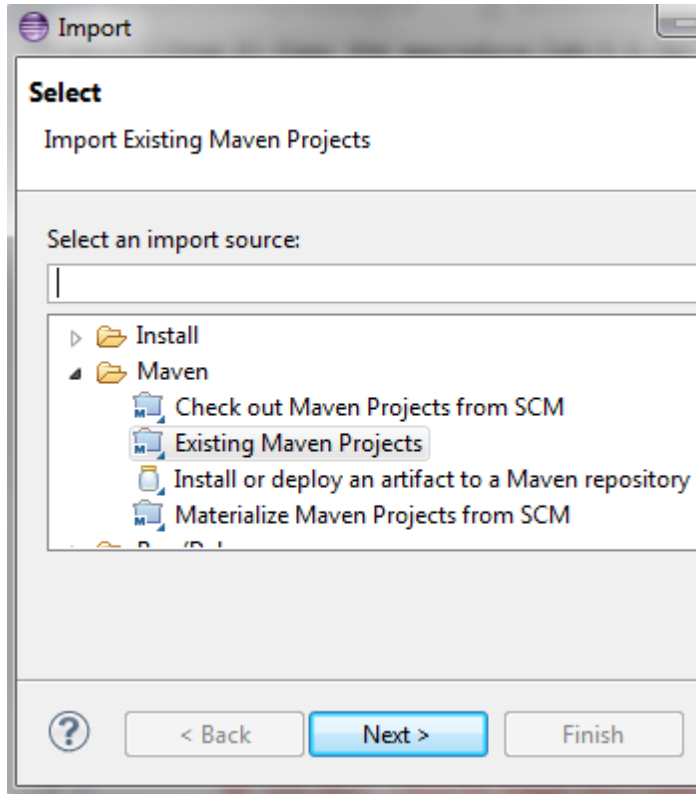 Import
Select
Import Existing Maven Projects
Select an import source:
Install
Maven
Check out Maven Projects from SCM
Existing Maven Projects
Install or deploy an artifact to a Maven repository
Materialize Maven Projects from SCM
< Back
Next >
Finish